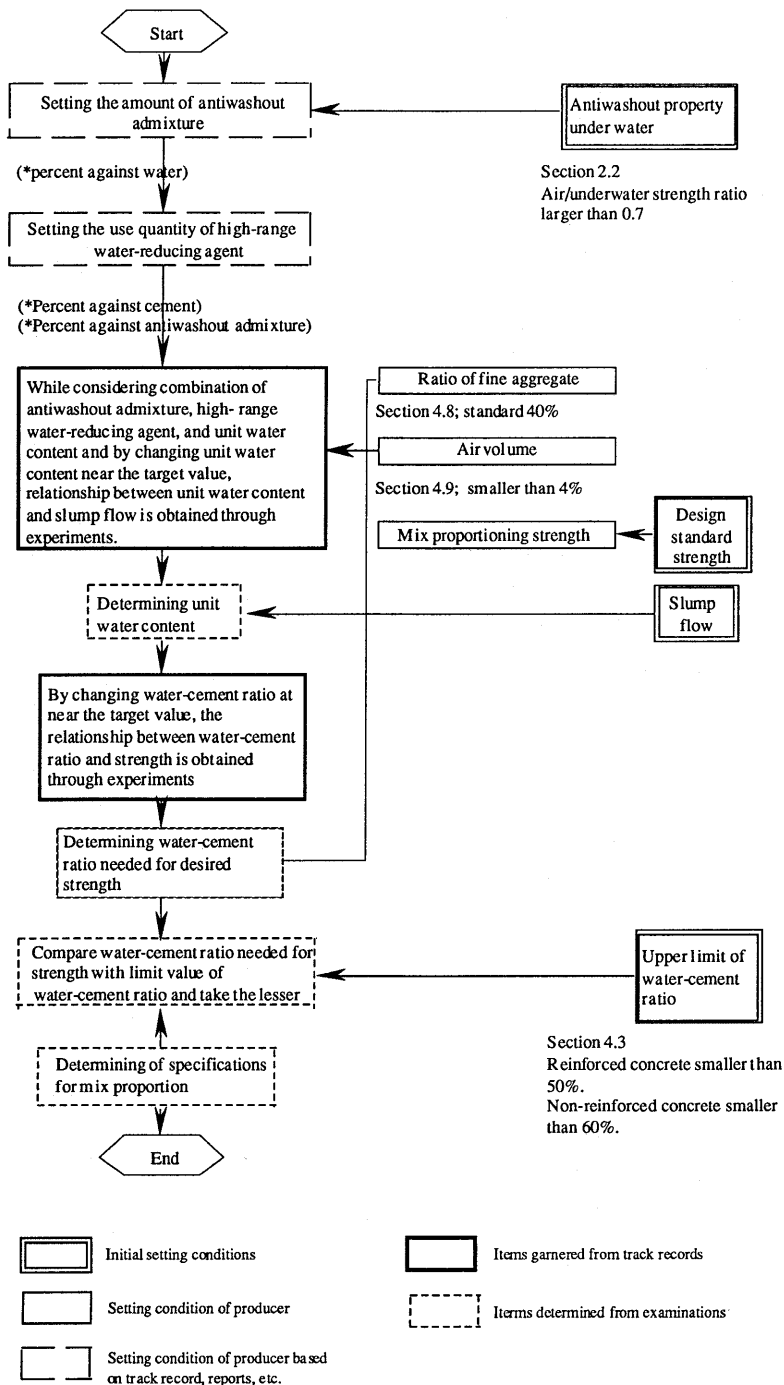 Start
Setting the amount of antiwashout
admixture
Antiwashout property
under water
(*percent against water)
Section 2.2
Air/underwater strength ratio
larger than 0.7
Setting the use quantity of high-range
water-reducing agent
(*Percent against cement)
(*Percent against antiwashout admixture)
While considering combination of
antiwashout admixture, high- range
water-reducing agent, and unit water
content and by changing unit water
content near the target value,
relationship between unit water content
and slump flow is obtained through
experiments.
Ratio of fine aggregate
Section 4.8; standard 40%
Air volume
Section 4.9; smaller than 4%
Mix proportioning strength
Design
standard
strength
Determining unit
water content
Slump
flow
By changing water-cement ratio at
near the target value, the
relationship between water-cement
ratio and strength is obtained
through experiments
Determining water-cement
ratio needed for desired
strength
Compare water-cement ratio needed for
strength with limit value of
water-cement ratio and take the lesser
Upper limit of
water-cement
ratio
Section 4.3
Reinforced concrete smaller than
50%.
Non-reinforced concrete smaller
than 60%.
Determining of specifications
for mix proportion
End
Initial setting conditions
Items garnered from track records
Setting condition of producer
Iterms determined from examinations
Setting condition of producer based
on track record, reports, etc.